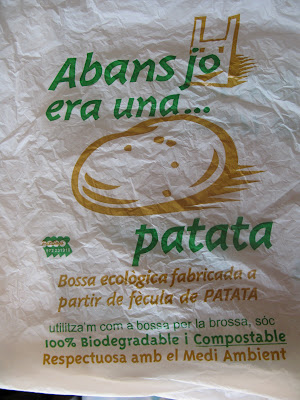 Abans jo
era una...
patata
Bossa ecològica fabricada a
partir de fècula de PATATA
utilitza'm com a bossa per la brossa, sóc
100% Biodegradable i Compostable
Respectuosa amb el Medi Ambient